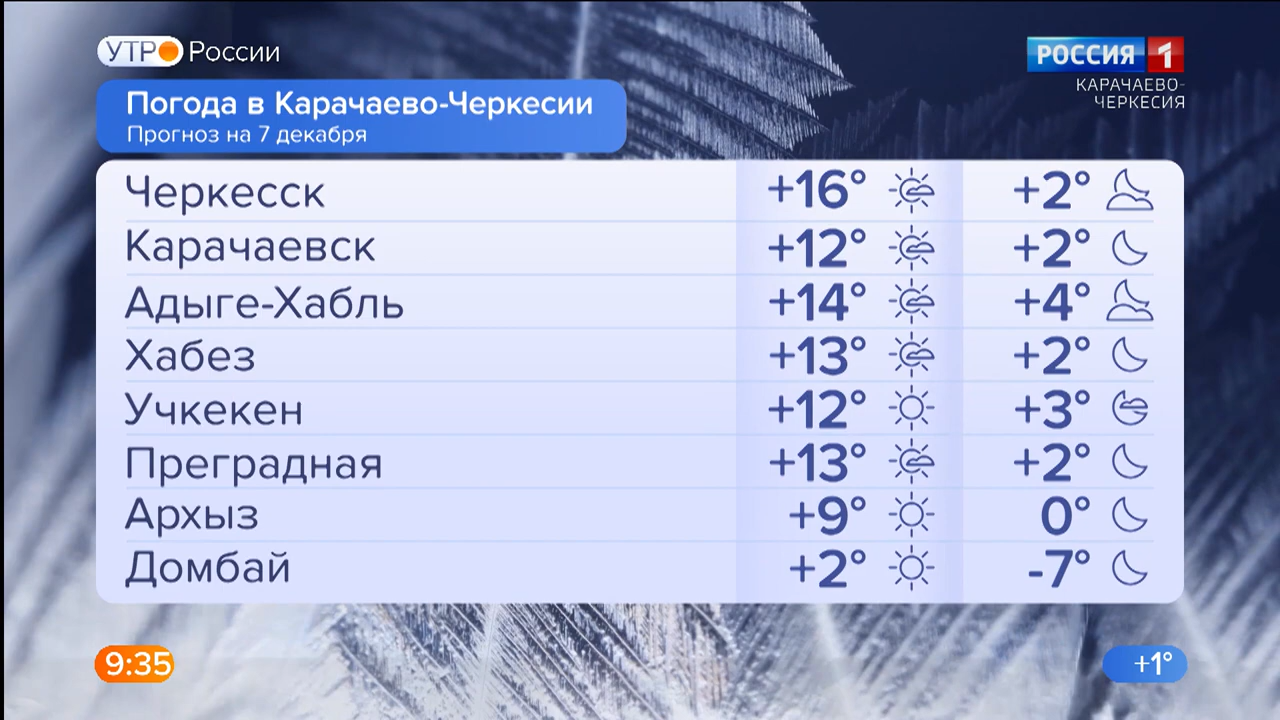 УТРО России
РОССИЯ 1
КАРАЧАЕВО-
ЧЕРКЕСИЯ
Погода в Карачаево-Черкесии
Прогноз на 7 декабря
Черкесск +16° +2°
Карачаевск +12° +2°
Адыге-Хабль +14° +4°
Хабез +13° +2°
Учкекен +12° +3°
Преградная +13° +2°
Архыз +9° 0°
Домбай +2° -7°
9:35 +1°